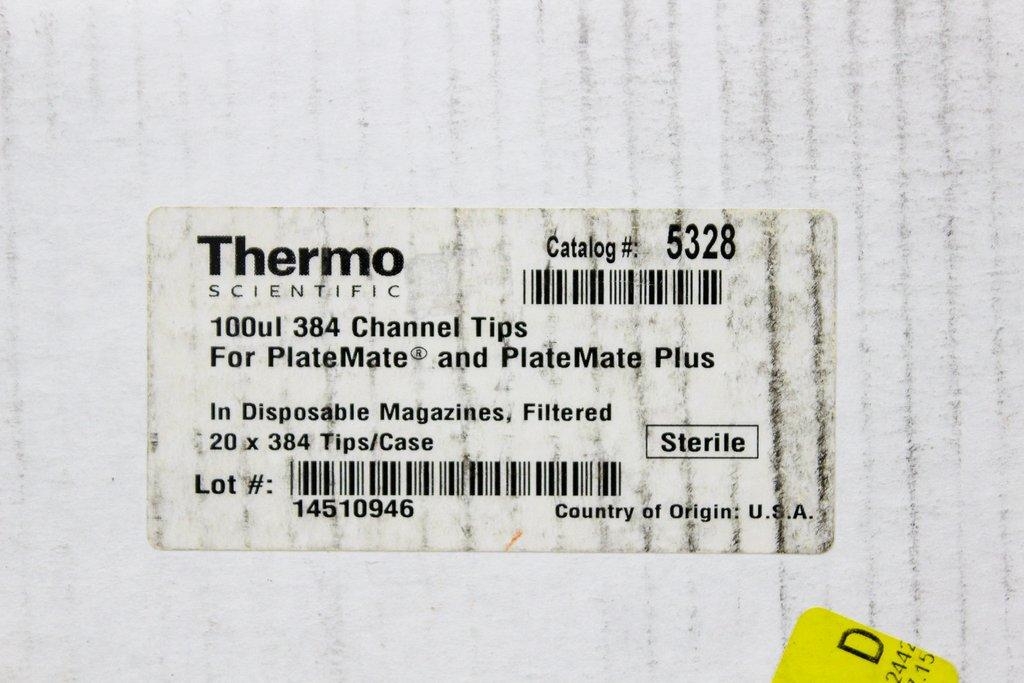 Thermo
SCIENTIFIC
Catalog #: 5328
100ul 384 Channel Tips
For PlateMate® and PlateMate Plus
In Disposable Magazines, Filtered
20 x 384 Tips/Case
Sterile
Lot #:
14510946
Country of Origin: U.S.A.
D